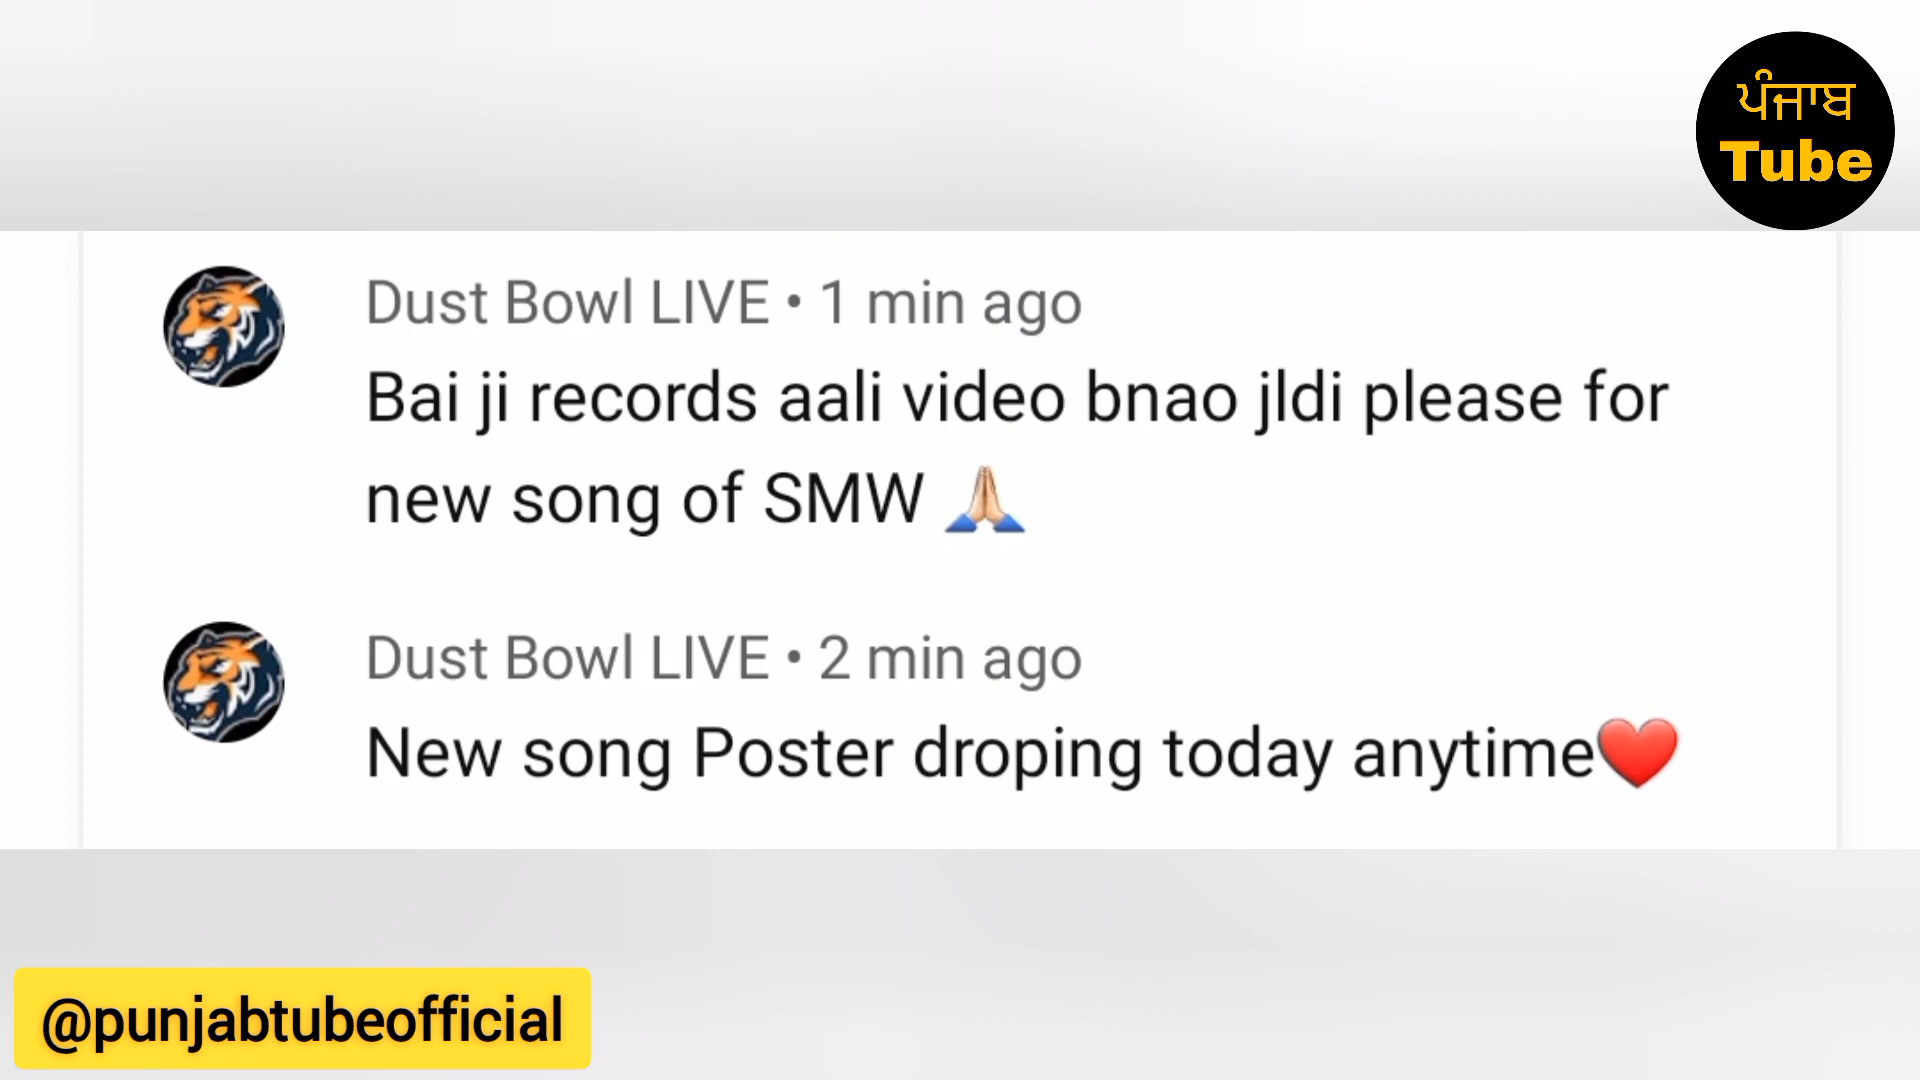 ਪੰਜਾਬ
Tube
Dust Bowl LIVE • 1 min ago
Bai ji records aali video bnao jldi please for
new song of SMW 🙏🏻
Dust Bowl LIVE • 2 min ago
New song Poster droping today anytime❤️
@punjabtubeofficial